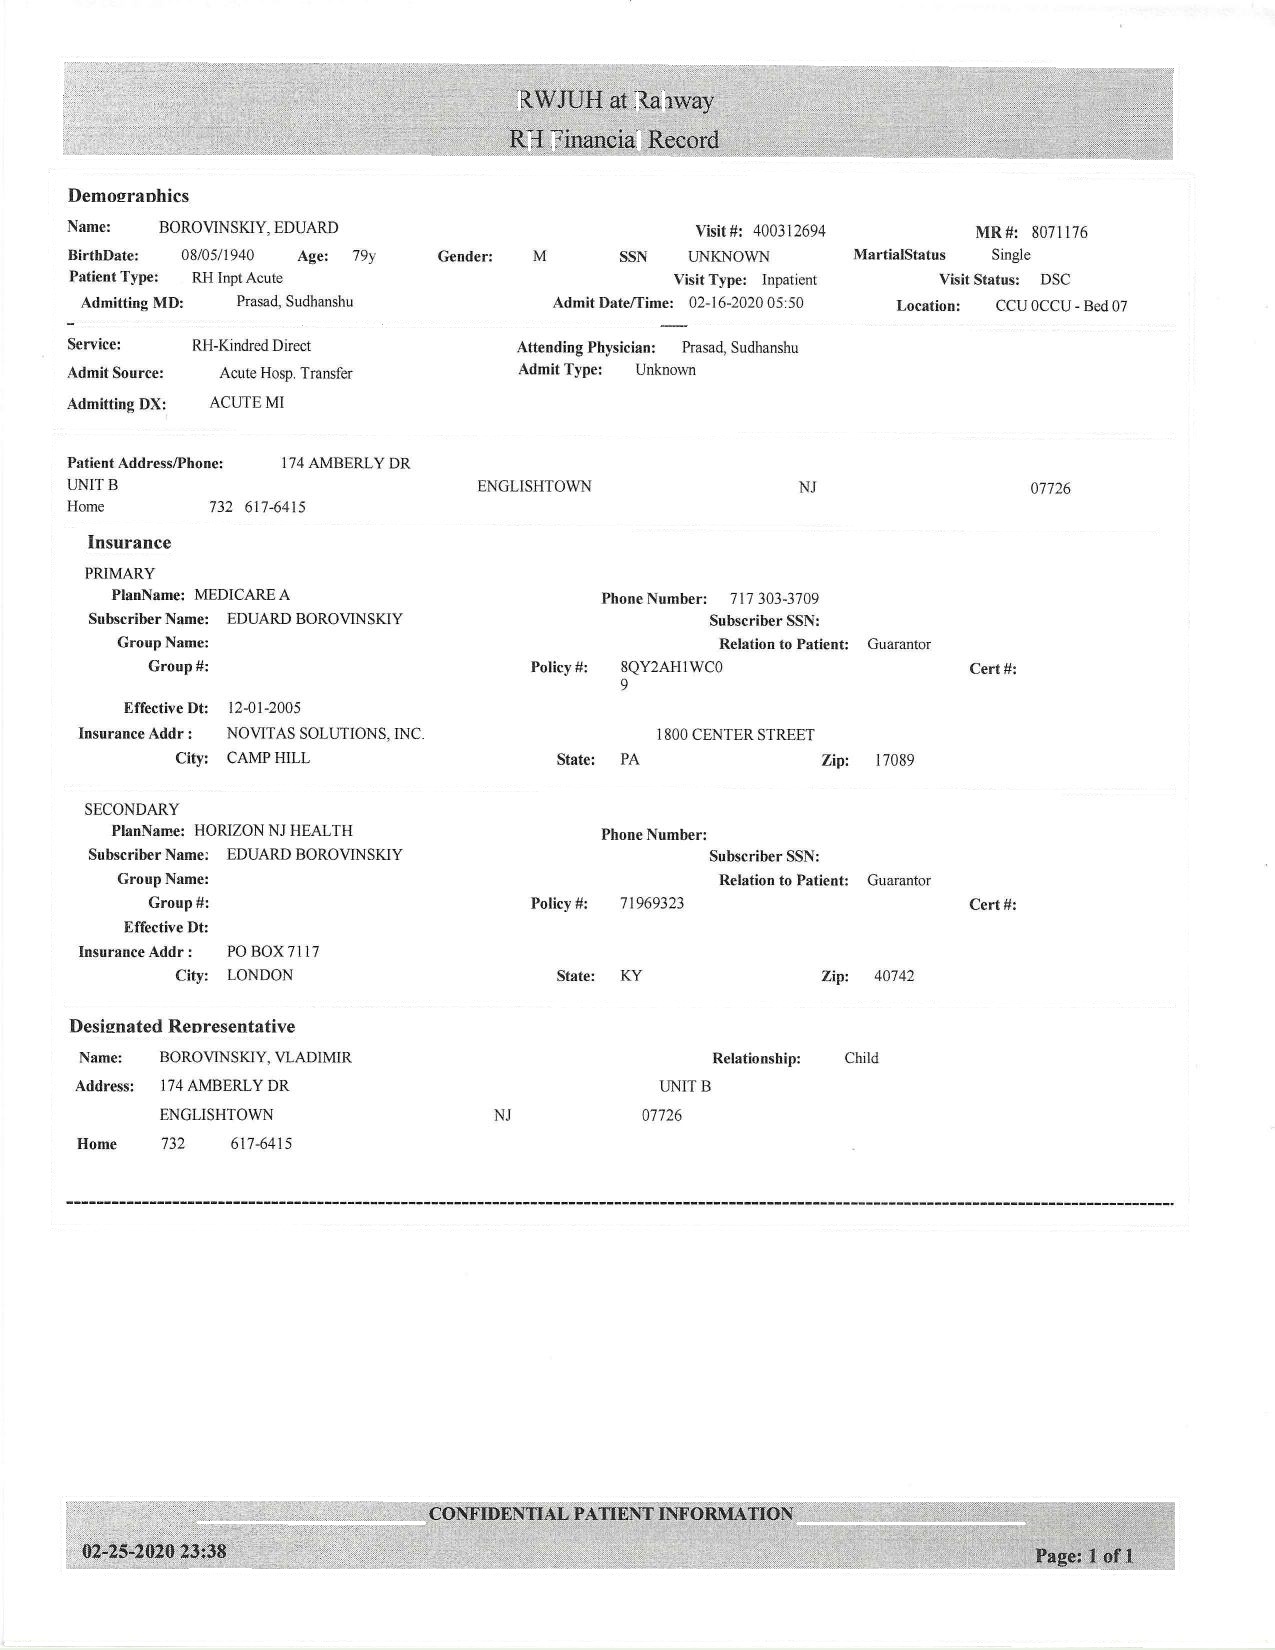 RWJUH at Rahway
RH Financial Record
Demographics
Name: BOROVINSKIY, EDUARD Visit #: 400312694 MR #: 8071176
BirthDate: 08/05/1940 Age: 79y Gender: M SSN UNKNOWN MartialStatus Single
Patient Type: RH Inpt Acute Visit Type: Inpatient Visit Status: DSC
Admitting MD: Prasad, Sudhanshu Admit Date/Time: 02-16-2020 05:50 Location: CCU 0CCU - Bed 07
Service: RH-Kindred Direct Attending Physician: Prasad, Sudhanshu
Admit Source: Acute Hosp. Transfer Admit Type: Unknown
Admitting DX: ACUTE MI
Patient Address/Phone: 174 AMBERLY DR
UNIT B ENGLISHTOWN NJ 07726
Home 732 617-6415
Insurance
PRIMARY
PlanName: MEDICARE A Phone Number: 717 303-3709
Subscriber Name: EDUARD BOROVINSKIY Subscriber SSN:
Group Name: Relation to Patient: Guarantor
Group #: Policy #: 8QY2AH1WC0 Cert #:
9
Effective Dt: 12-01-2005
Insurance Addr : NOVITAS SOLUTIONS, INC. 1800 CENTER STREET
City: CAMP HILL State: PA Zip: 17089
SECONDARY
PlanName: HORIZON NJ HEALTH Phone Number:
Subscriber Name: EDUARD BOROVINSKIY Subscriber SSN:
Group Name: Relation to Patient: Guarantor
Group #: Policy #: 71969323 Cert #:
Effective Dt:
Insurance Addr : PO BOX 7117
City: LONDON State: KY Zip: 40742
Designated Representative
Name: BOROVINSKIY, VLADIMIR Relationship: Child
Address: 174 AMBERLY DR UNIT B
ENGLISHTOWN NJ 07726
Home 732 617-6415
CONFIDENTIAL PATIENT INFORMATION
02-25-2020 23:38 Page: 1 of 1